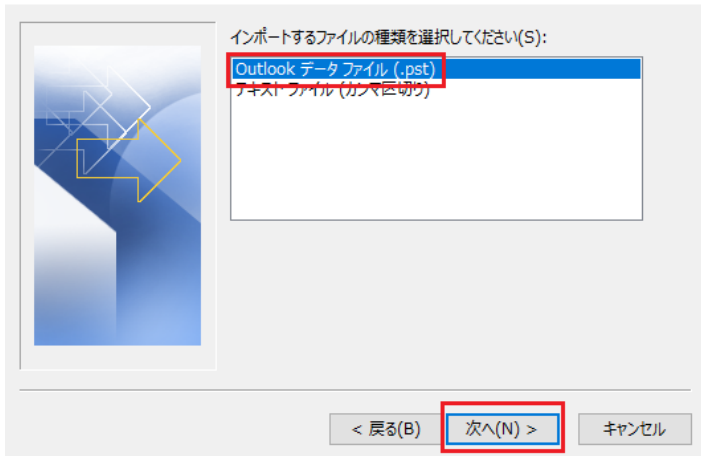 インポートするファイルの種類を選択してください(S):
Outlook データ ファイル (.pst)
テキスト ファイル (カンマ区切り)
< 戻る(B)
次へ(N) >
キャンセル